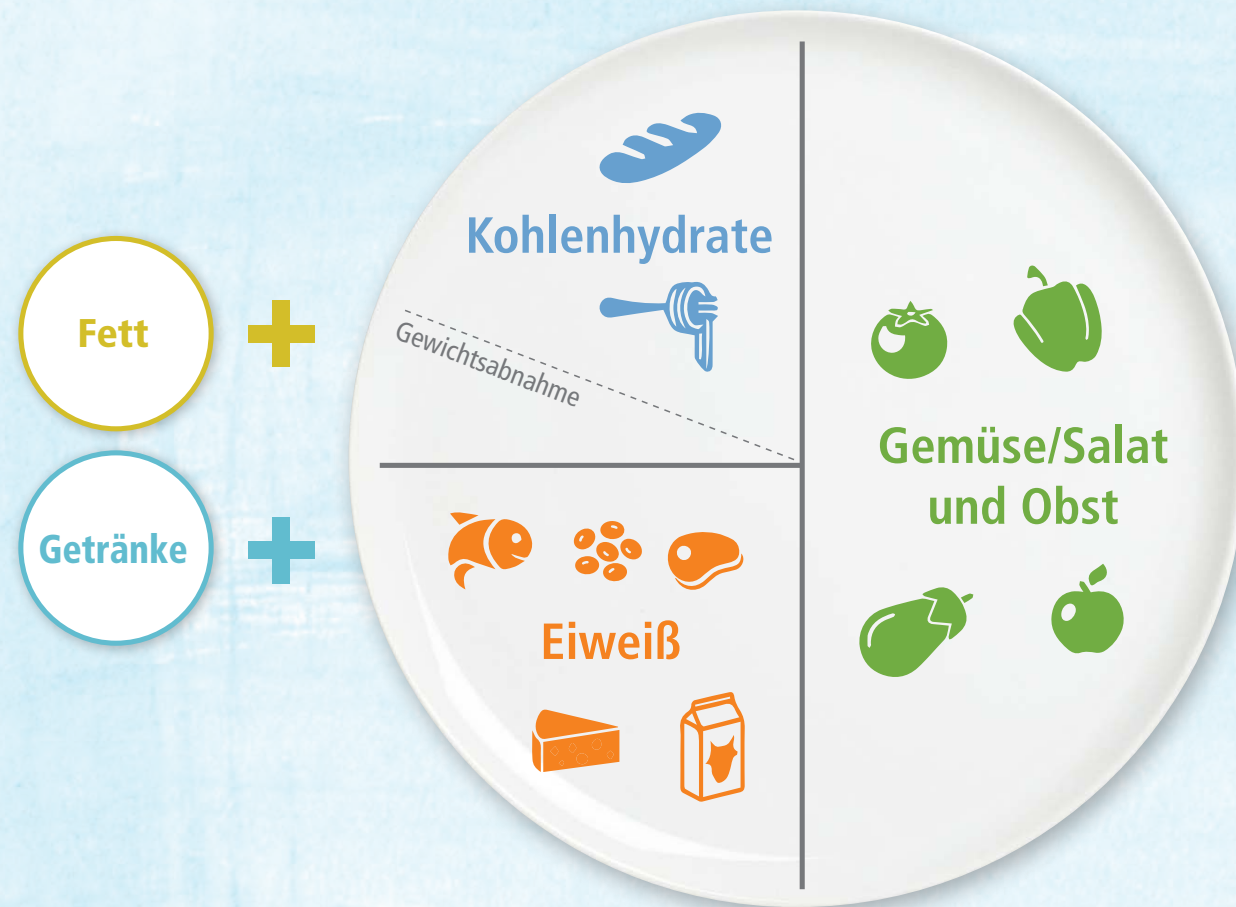 Kohlenhydrate
Gewichtsabnahme
Fett
Getränke
Gemüse/Salat
und Obst
Eiweiß